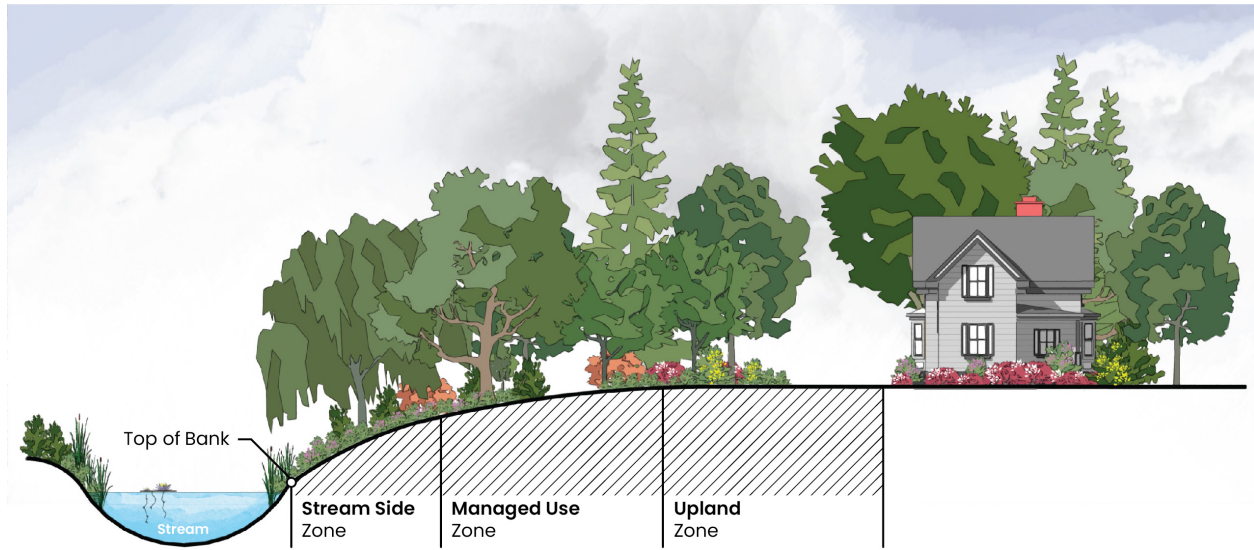 Top of Bank
Stream
Stream Side
Zone
Managed Use
Zone
Upland
Zone